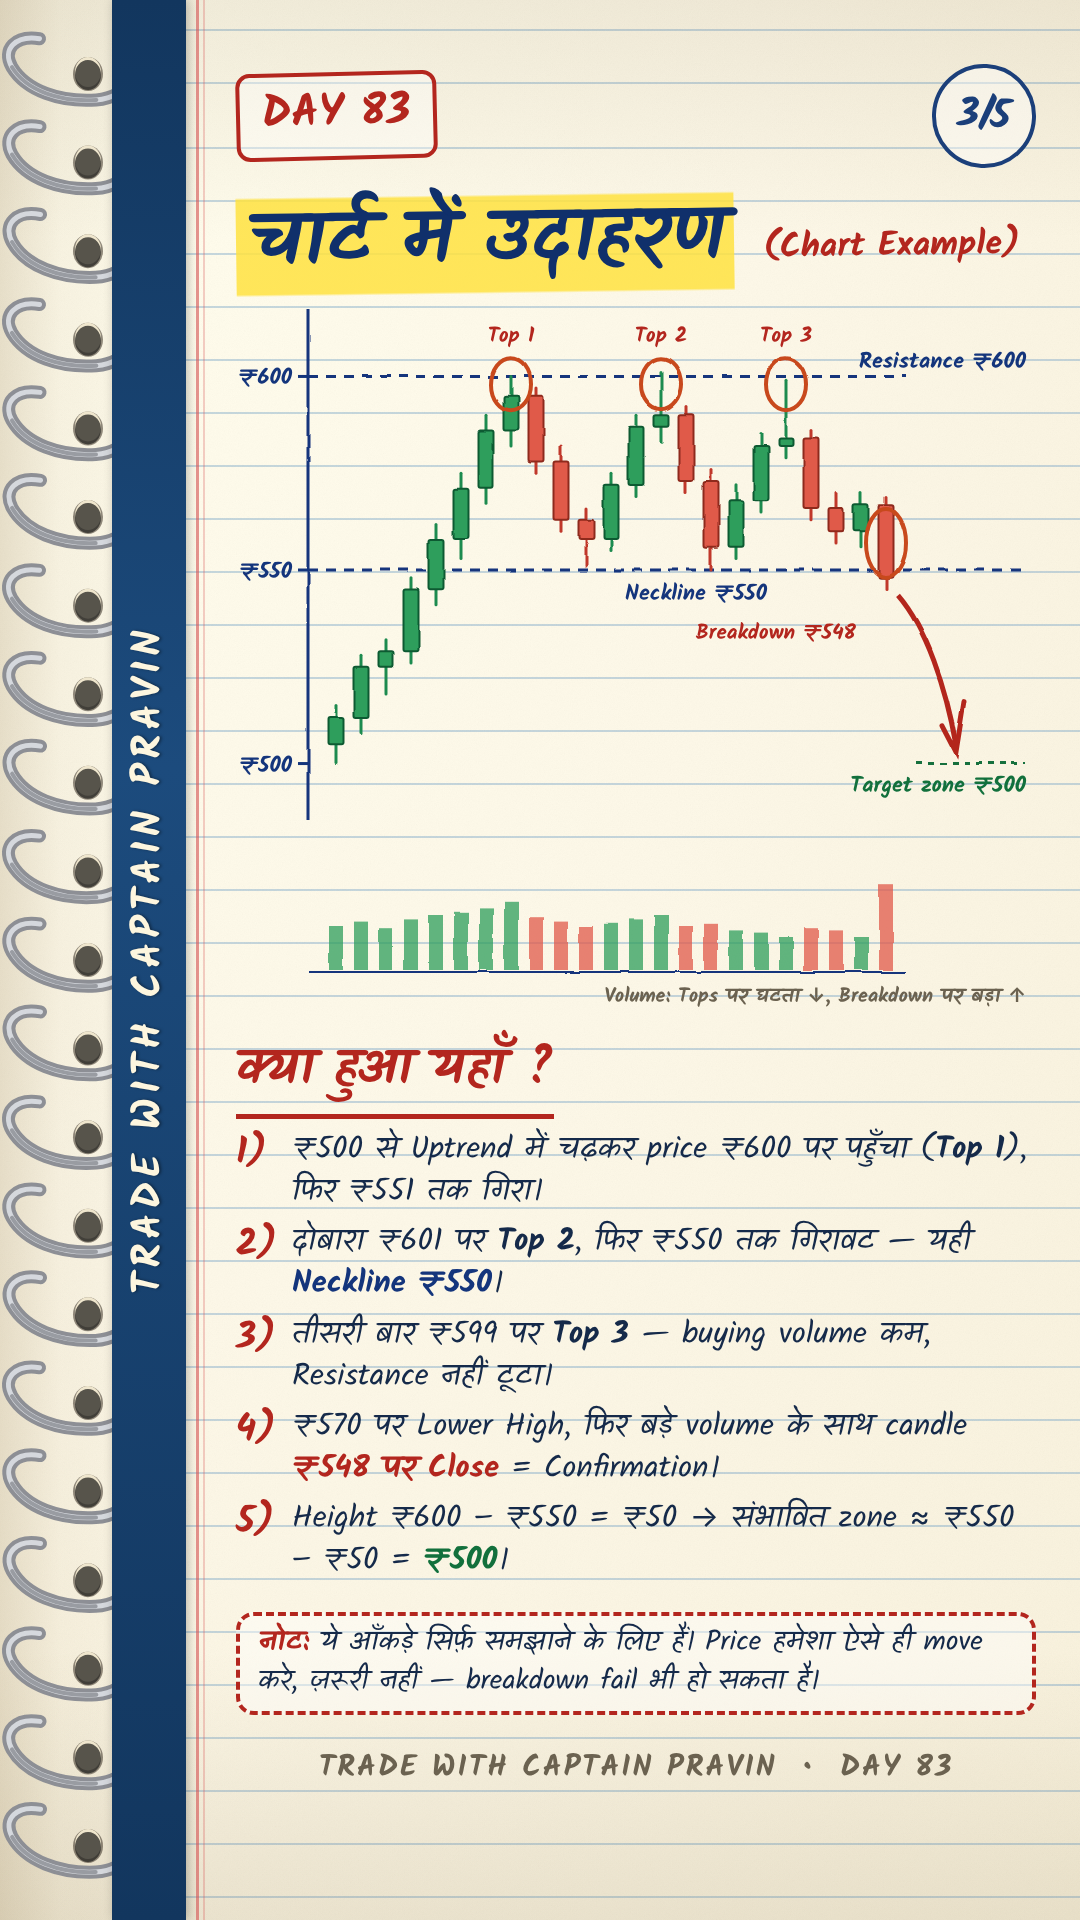 DAY 83
3/5
चार्ट में उदाहरण (Chart Example)
Top 1
Top 2
Top 3
Resistance ₹600
₹600
₹550
Neckline ₹550
Breakdown ₹548
₹500
Target zone ₹500
Volume: Tops पर घटता ↓, Breakdown पर बड़ा ↑
TRADE WITH CAPTAIN PRAVIN
क्या हुआ यहाँ ?
1) ₹500 से Uptrend में चढ़कर price ₹600 पर पहुँचा (Top 1),
फिर ₹551 तक गिरा।
2) दोबारा ₹601 पर Top 2, फिर ₹550 तक गिरावट — यही
Neckline ₹550।
3) तीसरी बार ₹599 पर Top 3 — buying volume कम,
Resistance नहीं टूटा।
4) ₹570 पर Lower High, फिर बड़े volume के साथ candle
₹548 पर Close = Confirmation।
5) Height ₹600 – ₹550 = ₹50 → संभावित zone ≈ ₹550
– ₹50 = ₹500।
नोट: ये आँकड़े सिर्फ़ समझाने के लिए हैं। Price हमेशा ऐसे ही move
करे, ज़रूरी नहीं — breakdown fail भी हो सकता है।
TRADE WITH CAPTAIN PRAVIN · DAY 83